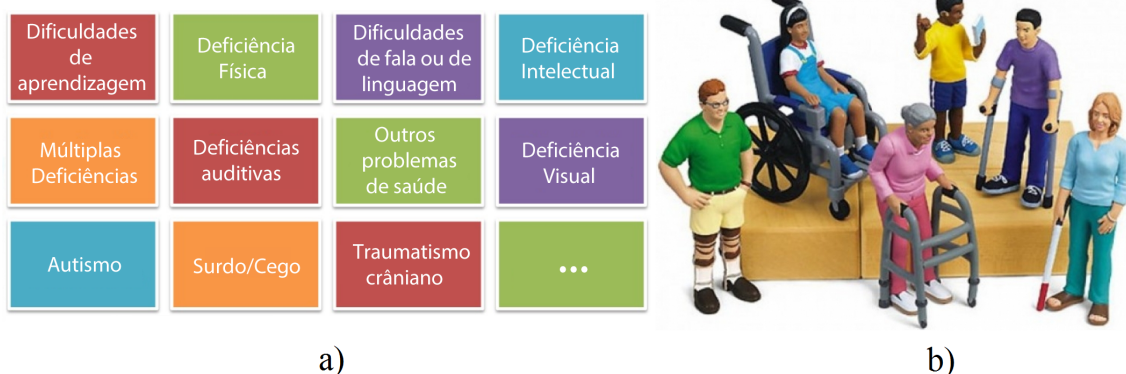 Dificuldades
de
aprendizagem
Deficiência
Física
Dificuldades
de fala ou de
linguagem
Deficiência
Intelectual
Múltiplas
Deficiências
Deficiências
auditivas
Outros
problemas
de saúde
Deficiência
Visual
Autismo
Surdo/Cego
Traumatismo
crâniano
...
a)
b)